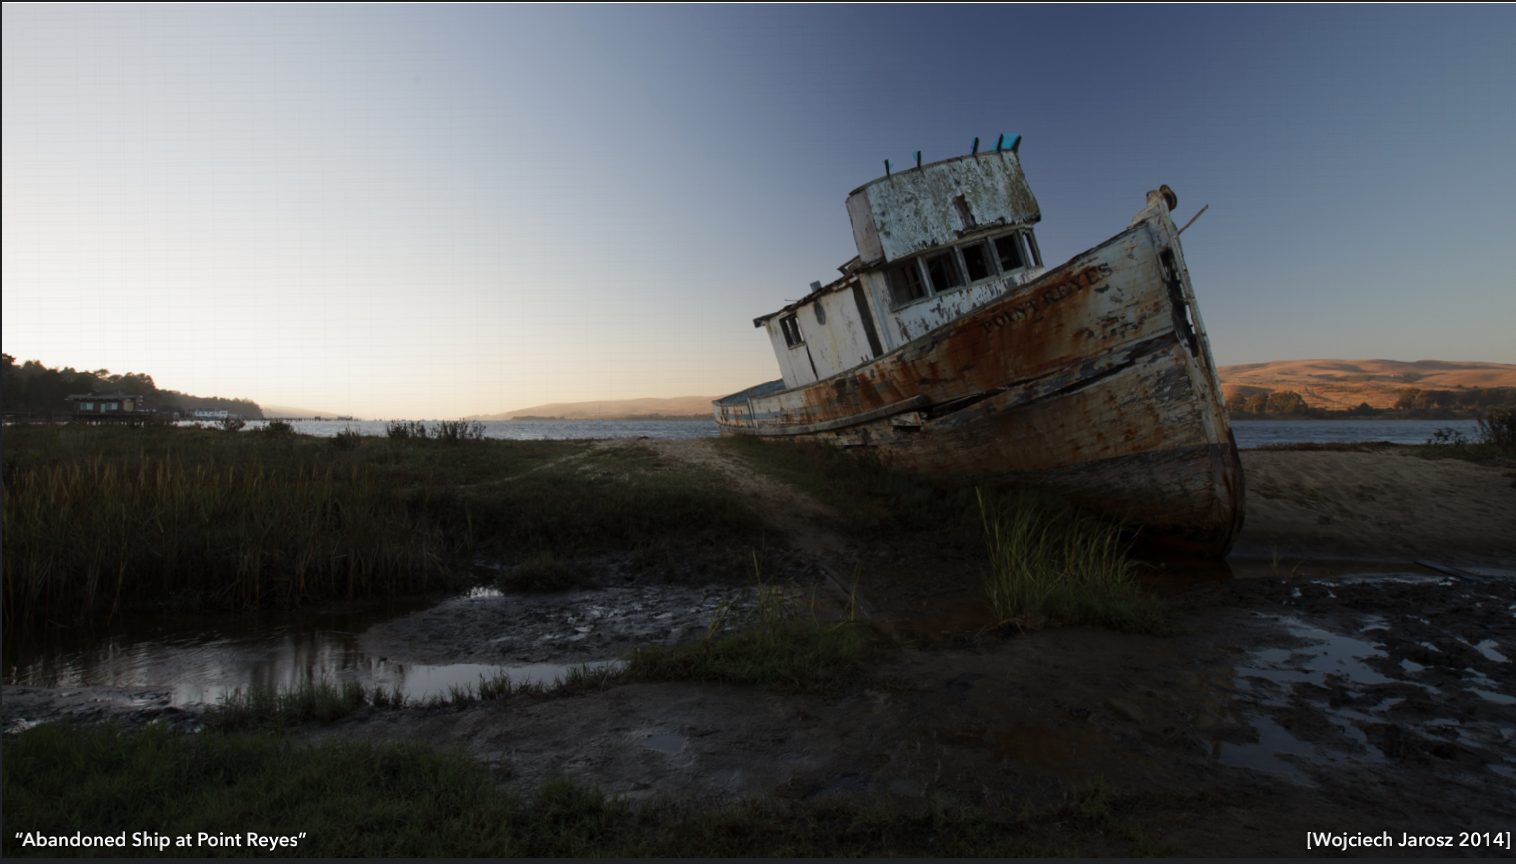 POINT REYES
“Abandoned Ship at Point Reyes”
[Wojciech Jarosz 2014]